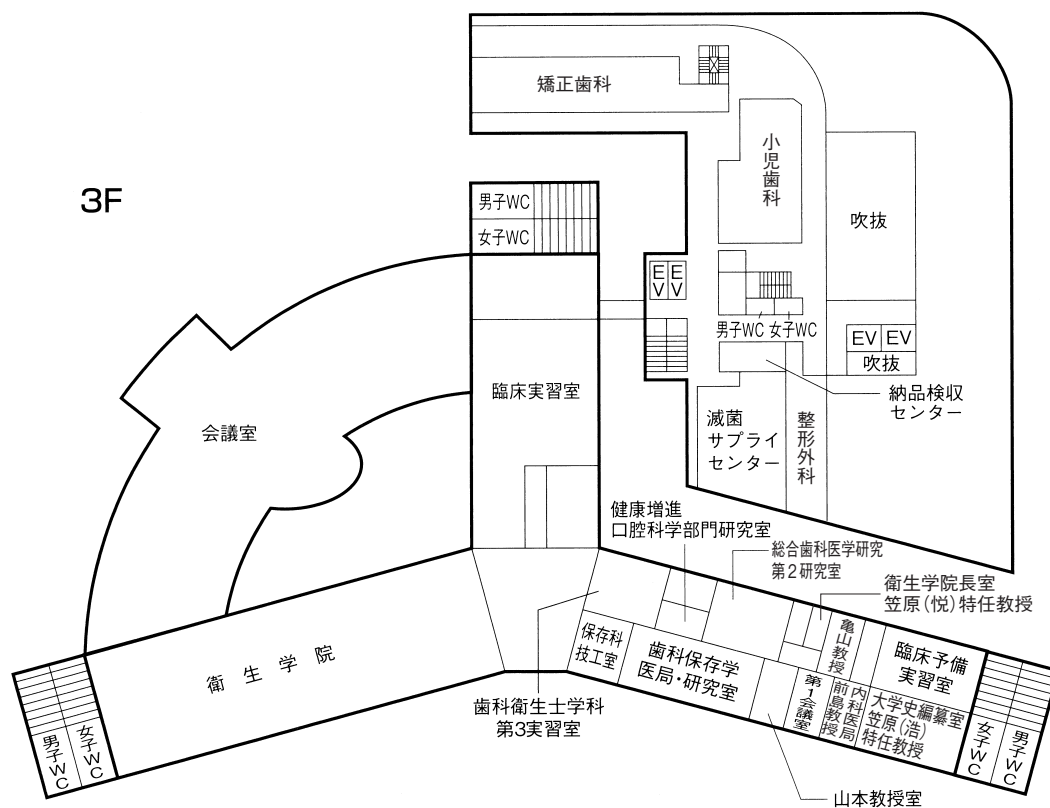 3F
矯正歯科
小児歯科
吹抜
男子WC
女子WC
EV
EV
男子WC 女子WC
EV EV
吹抜
納品検収
センター
臨床実習室
会議室
滅菌
サプライ
センター
整形外科
健康増進
口腔科学部門研究室
総合歯科医学研究
第2研究室
衛生学院長室
笠原(悦)特任教授
衛生学院
保存科
技工室
歯科保存学
医局・研究室
亀山教授
臨床予備
実習室
第1会議室
内科医局
前島教授
大学史編纂室
笠原(浩)
特任教授
歯科衛生士学科
第3実習室
山本教授室
男子WC
女子WC
女子WC
男子WC